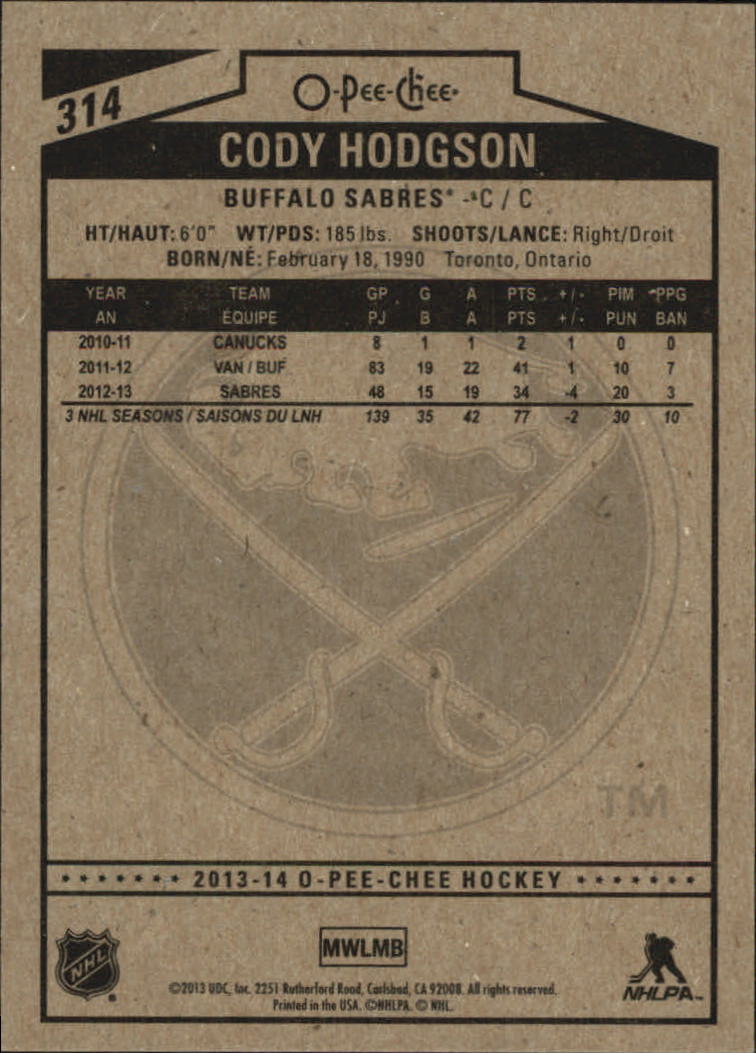 314
O-Pee-Chee
CODY HODGSON
BUFFALO SABRES® - C / C
HT/HAUT: 6'0" WT/PDS: 185 lbs. SHOOTS/LANCE: Right/Droit
BORN/NÉ: February 18, 1990 Toronto, Ontario
YEAR TEAM GP G A PTS +/- PIM PPG
AN ÉQUIPE PJ B A PTS +/- PUN BAN
2010-11 CANUCKS 8 1 1 2 1 0 0
2011-12 VAN / BUF 83 19 22 41 1 10 7
2012-13 SABRES 48 15 19 34 -4 20 3
3 NHL SEASONS / SAISONS DU LNH 139 35 42 77 -2 30 10
TM
2013-14 O-PEE-CHEE HOCKEY
NHL
MWLMB
NHLPA™
©2013 UDC, Inc. 2251 Rutherford Road, Carlsbad, CA 92008. All rights reserved.
Printed in the USA. ©NHLPA. © NHL.